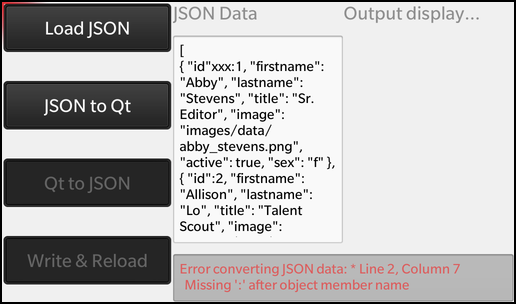 Load JSON
JSON to Qt
Qt to JSON
Write & Reload
JSON Data
[
{ "id"xxx:1, "firstname":
"Abby", "lastname":
"Stevens", "title": "Sr.
Editor", "image":
"images/data/
abby_stevens.png",
"active": true, "sex": "f" },
{ "id":2, "firstname":
"Allison", "lastname":
"Lo", "title": "Talent
Scout", "image":
Output display...
Error converting JSON data: * Line 2, Column 7
Missing ':' after object member name